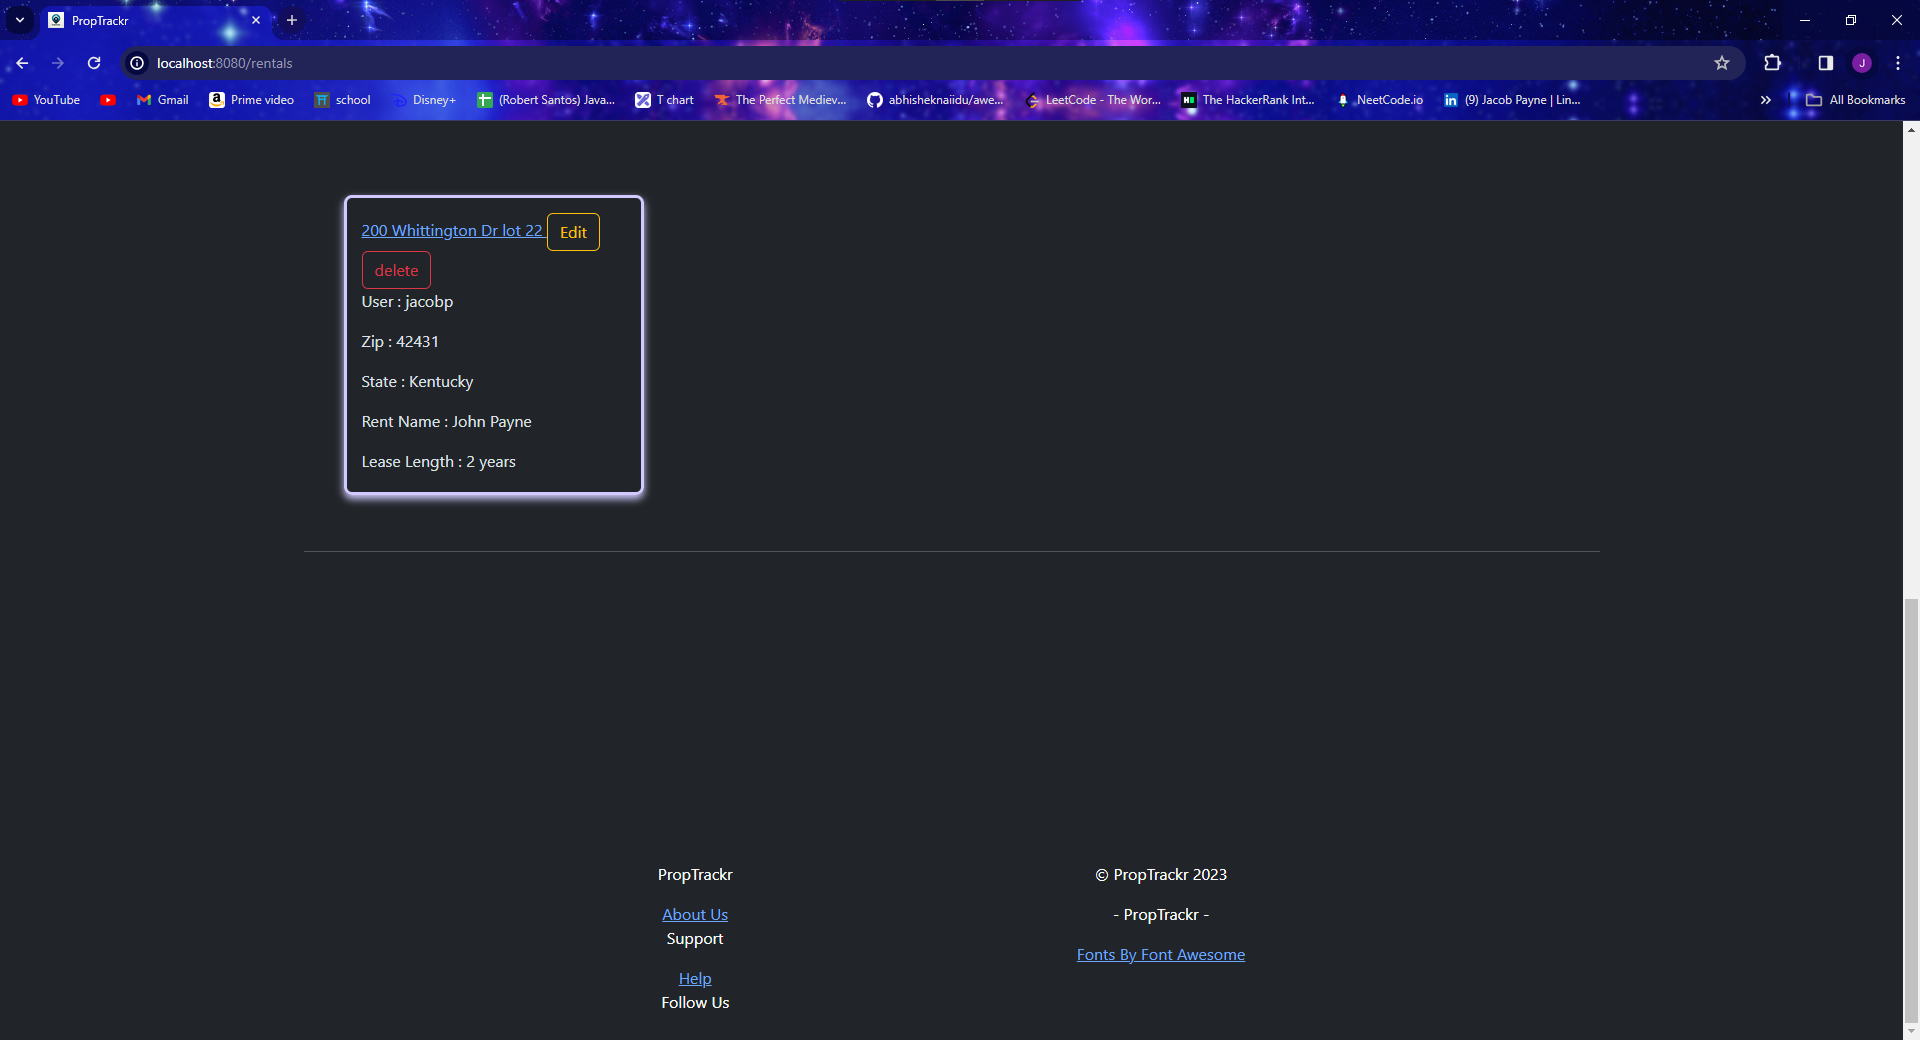 PropTrackr
localhost:8080/rentals
J
YouTube
Gmail
Prime video
school
Disney+
(Robert Santos) Java...
T chart
The Perfect Mediev...
abhisheknaiidu/awe...
LeetCode - The Wor...
The HackerRank Int...
NeetCode.io
(9) Jacob Payne | Lin...
All Bookmarks
200 Whittington Dr lot 22 Edit
delete
User : jacobp
Zip : 42431
State : Kentucky
Rent Name : John Payne
Lease Length : 2 years
PropTrackr
About Us
Support
Help
Follow Us
© PropTrackr 2023
- PropTrackr -
Fonts By Font Awesome